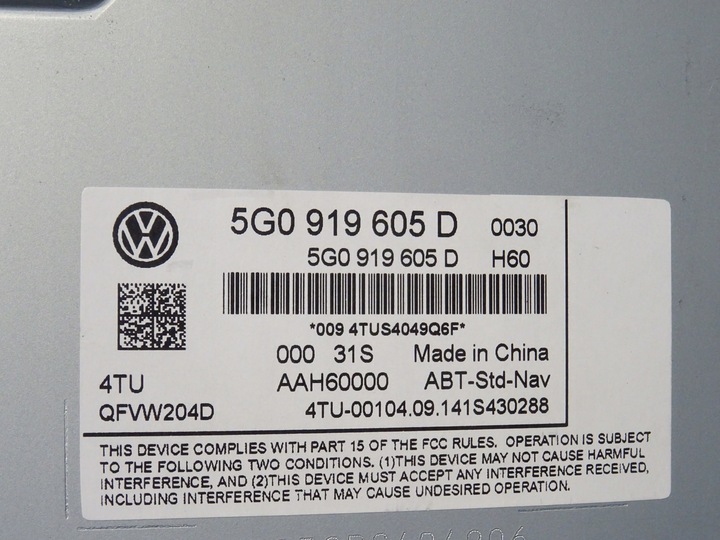 5G0 919 605 D 0030
5G0 919 605 D H60
*009 4TUS4049Q6F*
000 31S Made in China
4TU AAH60000 ABT-Std-Nav
QFVW204D 4TU-00104.09.141S430288
THIS DEVICE COMPLIES WITH PART 15 OF THE FCC RULES. OPERATION IS SUBJECT
TO THE FOLLOWING TWO CONDITIONS. (1)THIS DEVICE MAY NOT CAUSE HARMFUL
INTERFERENCE, AND (2)THIS DEVICE MUST ACCEPT ANY INTERFERENCE RECEIVED,
INCLUDING INTERFERENCE THAT MAY CAUSE UNDESIRED OPERATION.